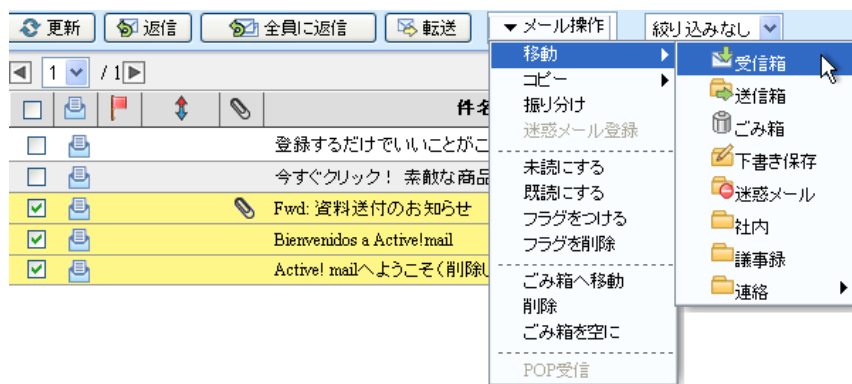 更新 返信 全員に返信 転送 ▼メール操作 絞り込みなし
1 / 1
件名
登録するだけでいいことがこ
今すぐクリック! 素敵な商品
Fwd: 資料送付のお知らせ
Bienvenidos a Active!mail
Active! mailへようこそ(削除し
移動
コピー
振り分け
迷惑メール登録
未読にする
既読にする
フラグをつける
フラグを削除
ごみ箱へ移動
削除
ごみ箱を空に
POP受信
受信箱
送信箱
ごみ箱
下書き保存
迷惑メール
社内
議事録
連絡